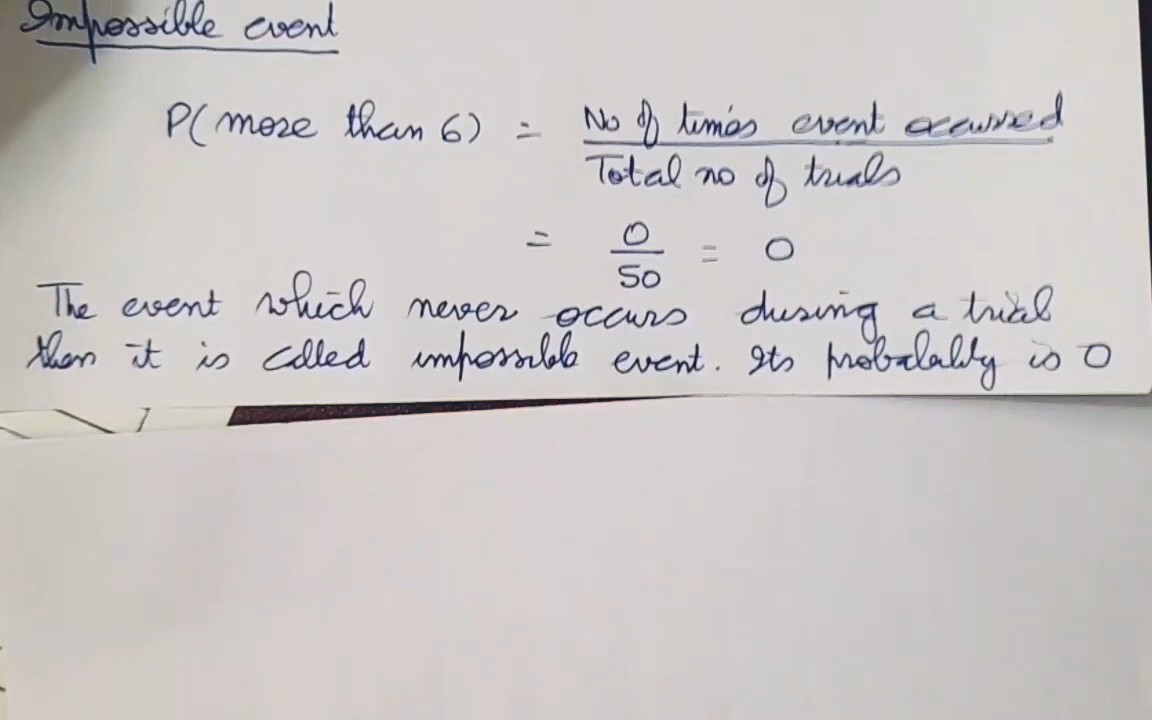 Impossible event
P(more than 6) = No of times event occurred
Total no of trials
= 0/50 = 0
The event which never occurs during a trial
then it is called impossible event. Its probability is 0